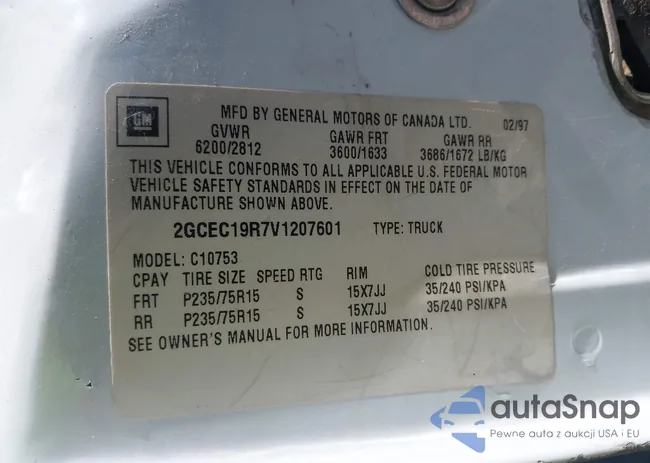 MFD BY GENERAL MOTORS OF CANADA LTD. 02/97
GM
GVWR GAWR FRT GAWR RR
6200/2812 3600/1633 3686/1672 LB/KG
THIS VEHICLE CONFORMS TO ALL APPLICABLE U.S. FEDERAL MOTOR
VEHICLE SAFETY STANDARDS IN EFFECT ON THE DATE OF
MANUFACTURE SHOWN ABOVE.
2GCEC19R7V1207601 TYPE: TRUCK
MODEL: C10753
CPAY TIRE SIZE SPEED RTG RIM COLD TIRE PRESSURE
FRT P235/75R15 S 15X7JJ 35/240 PSI/KPA
RR P235/75R15 S 15X7JJ 35/240 PSI/KPA
SEE OWNER'S MANUAL FOR MORE INFORMATION.
autaSnap
Pewne auta z aukcji USA i EU